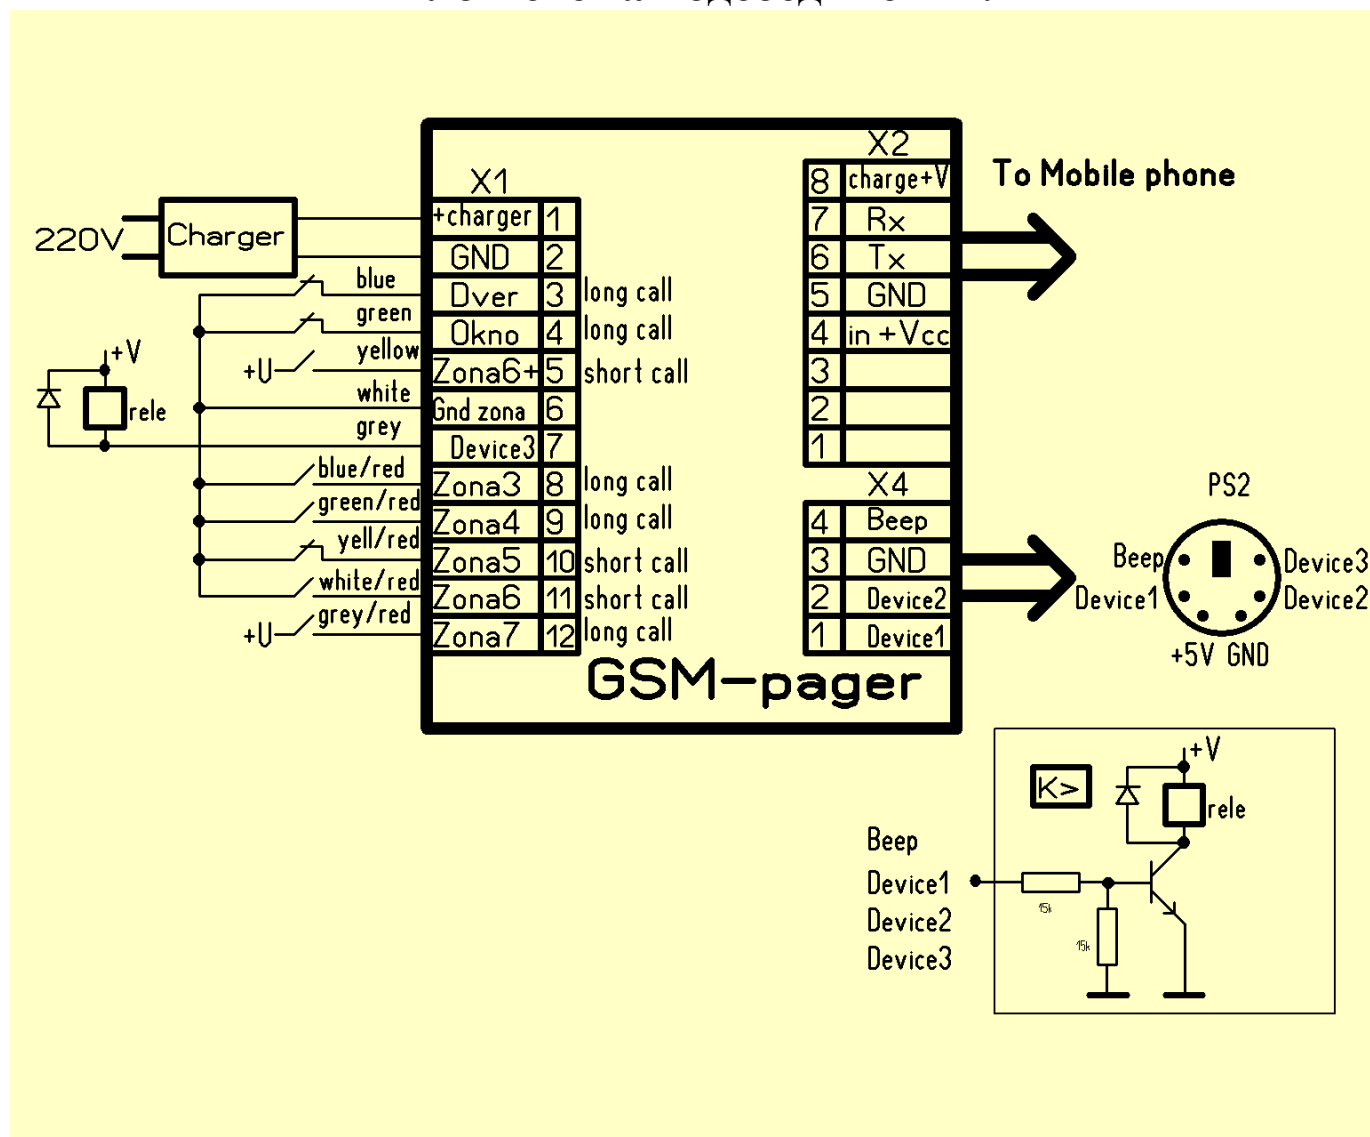 X1
+charger 1
GND 2
Dver 3 long call
Okno 4 long call
Zona6+ 5 short call
Gnd zona 6
Device3 7
Zona3 8 long call
Zona4 9 long call
Zona5 10 short call
Zona6 11 short call
Zona7 12 long call
220V Charger
blue
green
+U yellow
white
grey
+V
rele
blue/red
green/red
yell/red
white/red
+U grey/red
X2
8 charge+V
7 Rx
6 Tx
5 GND
4 in +Vcc
3
2
1
To Mobile phone
X4
4 Beep
3 GND
2 Device2
1 Device1
GSM-pager
PS2
Beep Device3
Device1 Device2
+5V GND
K>
+V
rele
15k
15k
Beep
Device1
Device2
Device3